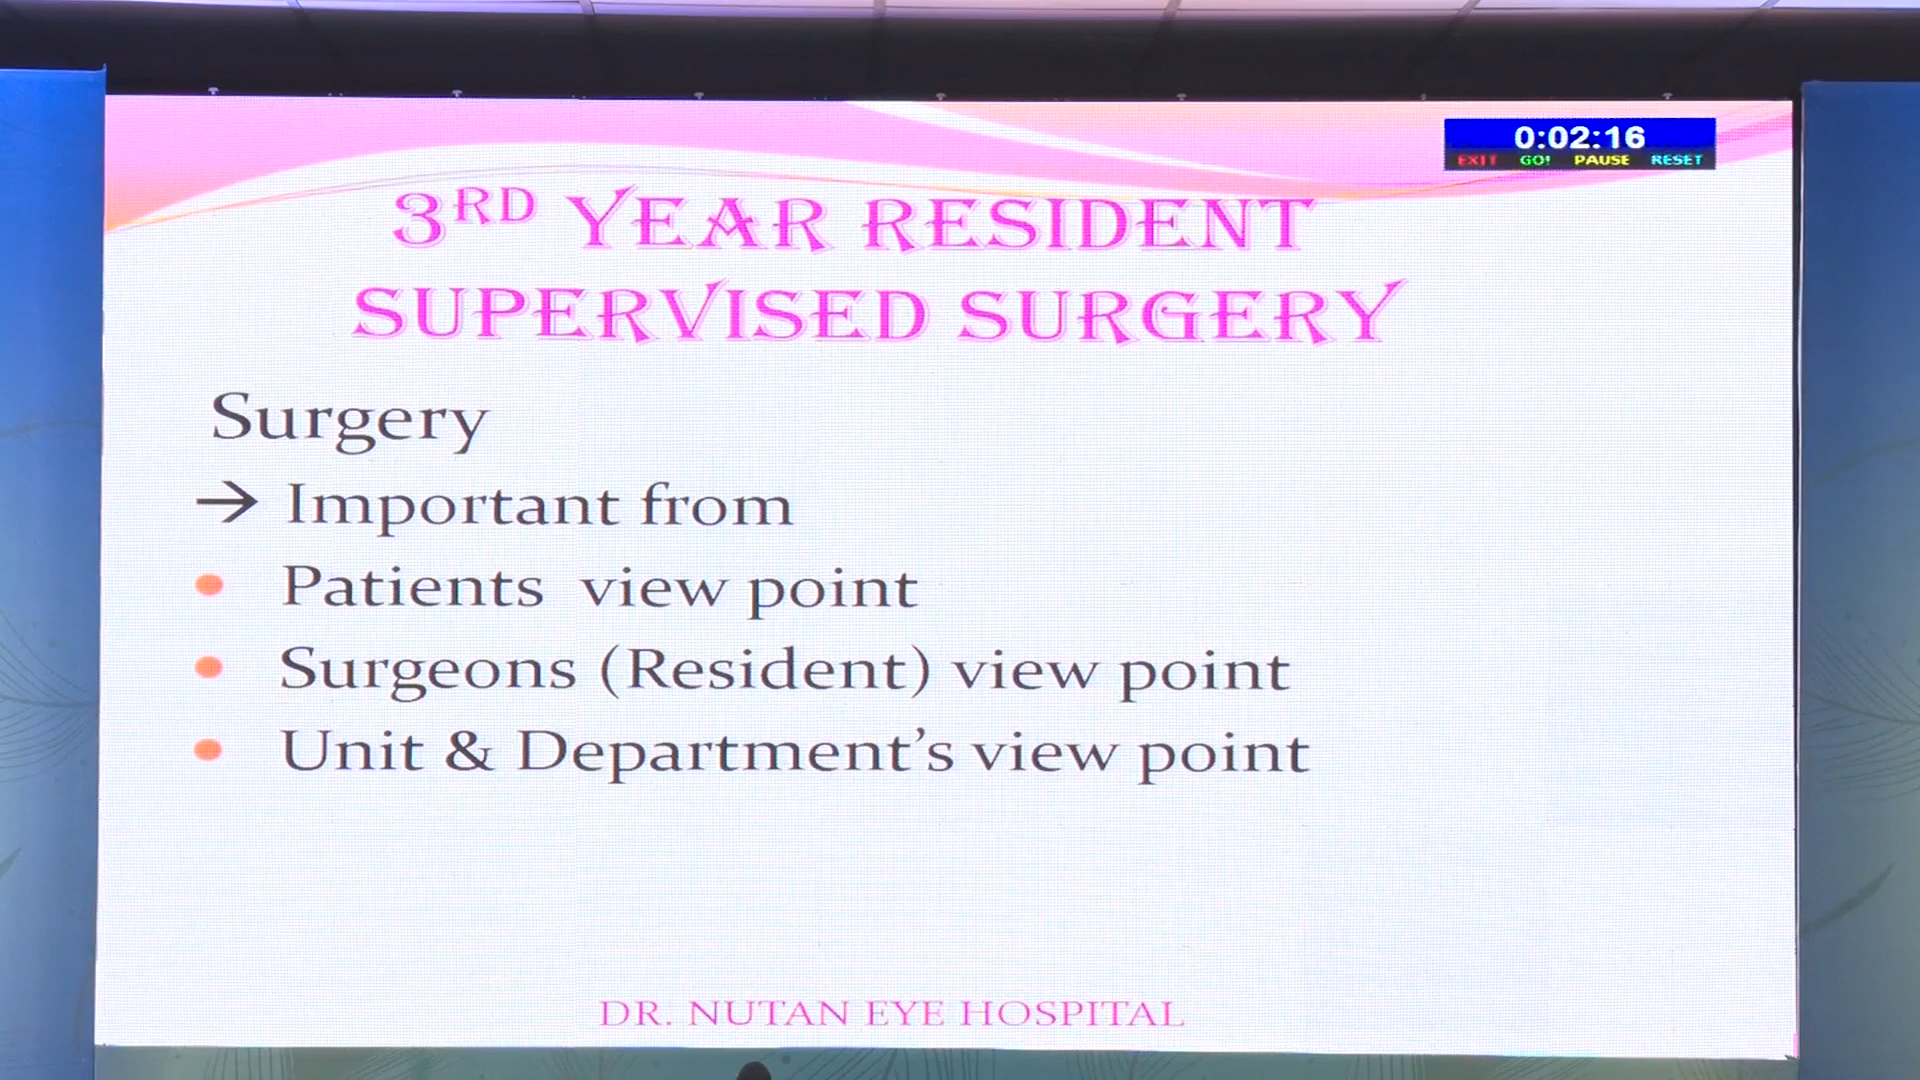 0:02:16
EXIT GO! PAUSE RESET
3RD YEAR RESIDENT
SUPERVISED SURGERY
Surgery
→ Important from
• Patients view point
• Surgeons (Resident) view point
• Unit & Department’s view point
DR. NUTAN EYE HOSPITAL